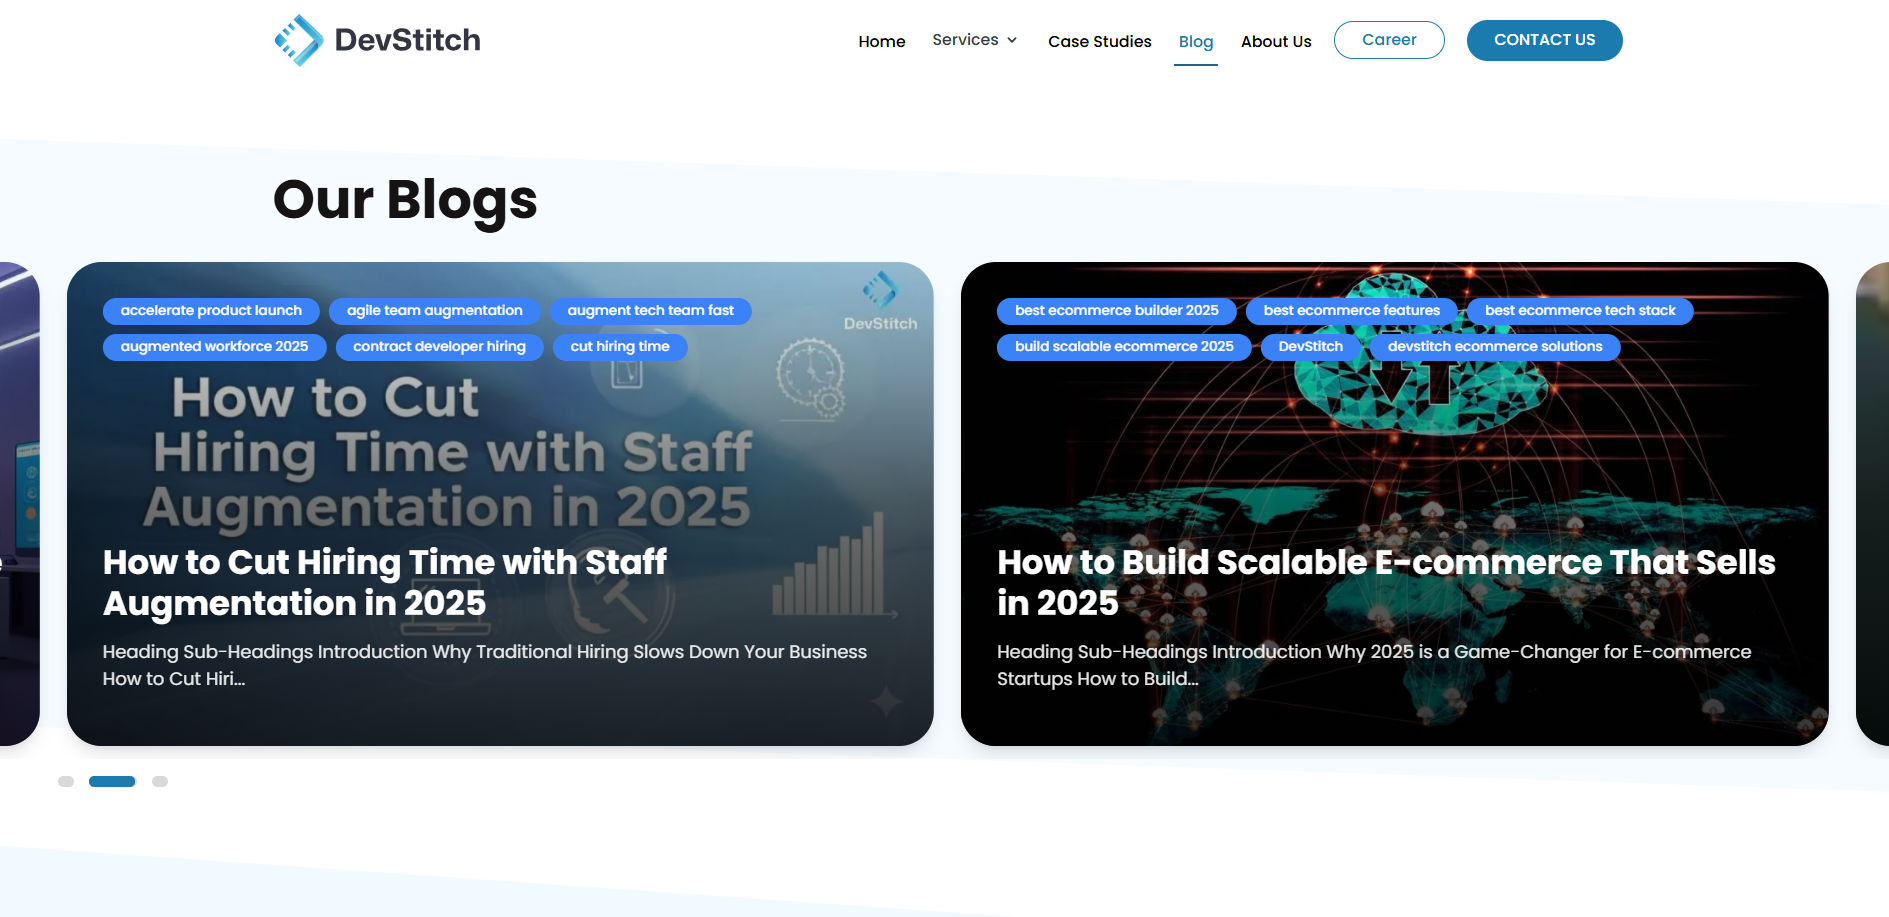 DevStitch
Home
Services
Case Studies
Blog
About Us
Career
CONTACT US
Our Blogs
accelerate product launch
agile team augmentation
augment tech team fast
augmented workforce 2025
contract developer hiring
cut hiring time
DevStitch
How to Cut
Hiring Time with Staff
Augmentation in 2025
How to Cut Hiring Time with Staff
Augmentation in 2025
Heading Sub-Headings Introduction Why Traditional Hiring Slows Down Your Business
How to Cut Hiri...
best ecommerce builder 2025
best ecommerce features
best ecommerce tech stack
build scalable ecommerce 2025
DevStitch
devstitch ecommerce solutions
How to Build Scalable E-commerce That Sells
in 2025
Heading Sub-Headings Introduction Why 2025 is a Game-Changer for E-commerce
Startups How to Build...